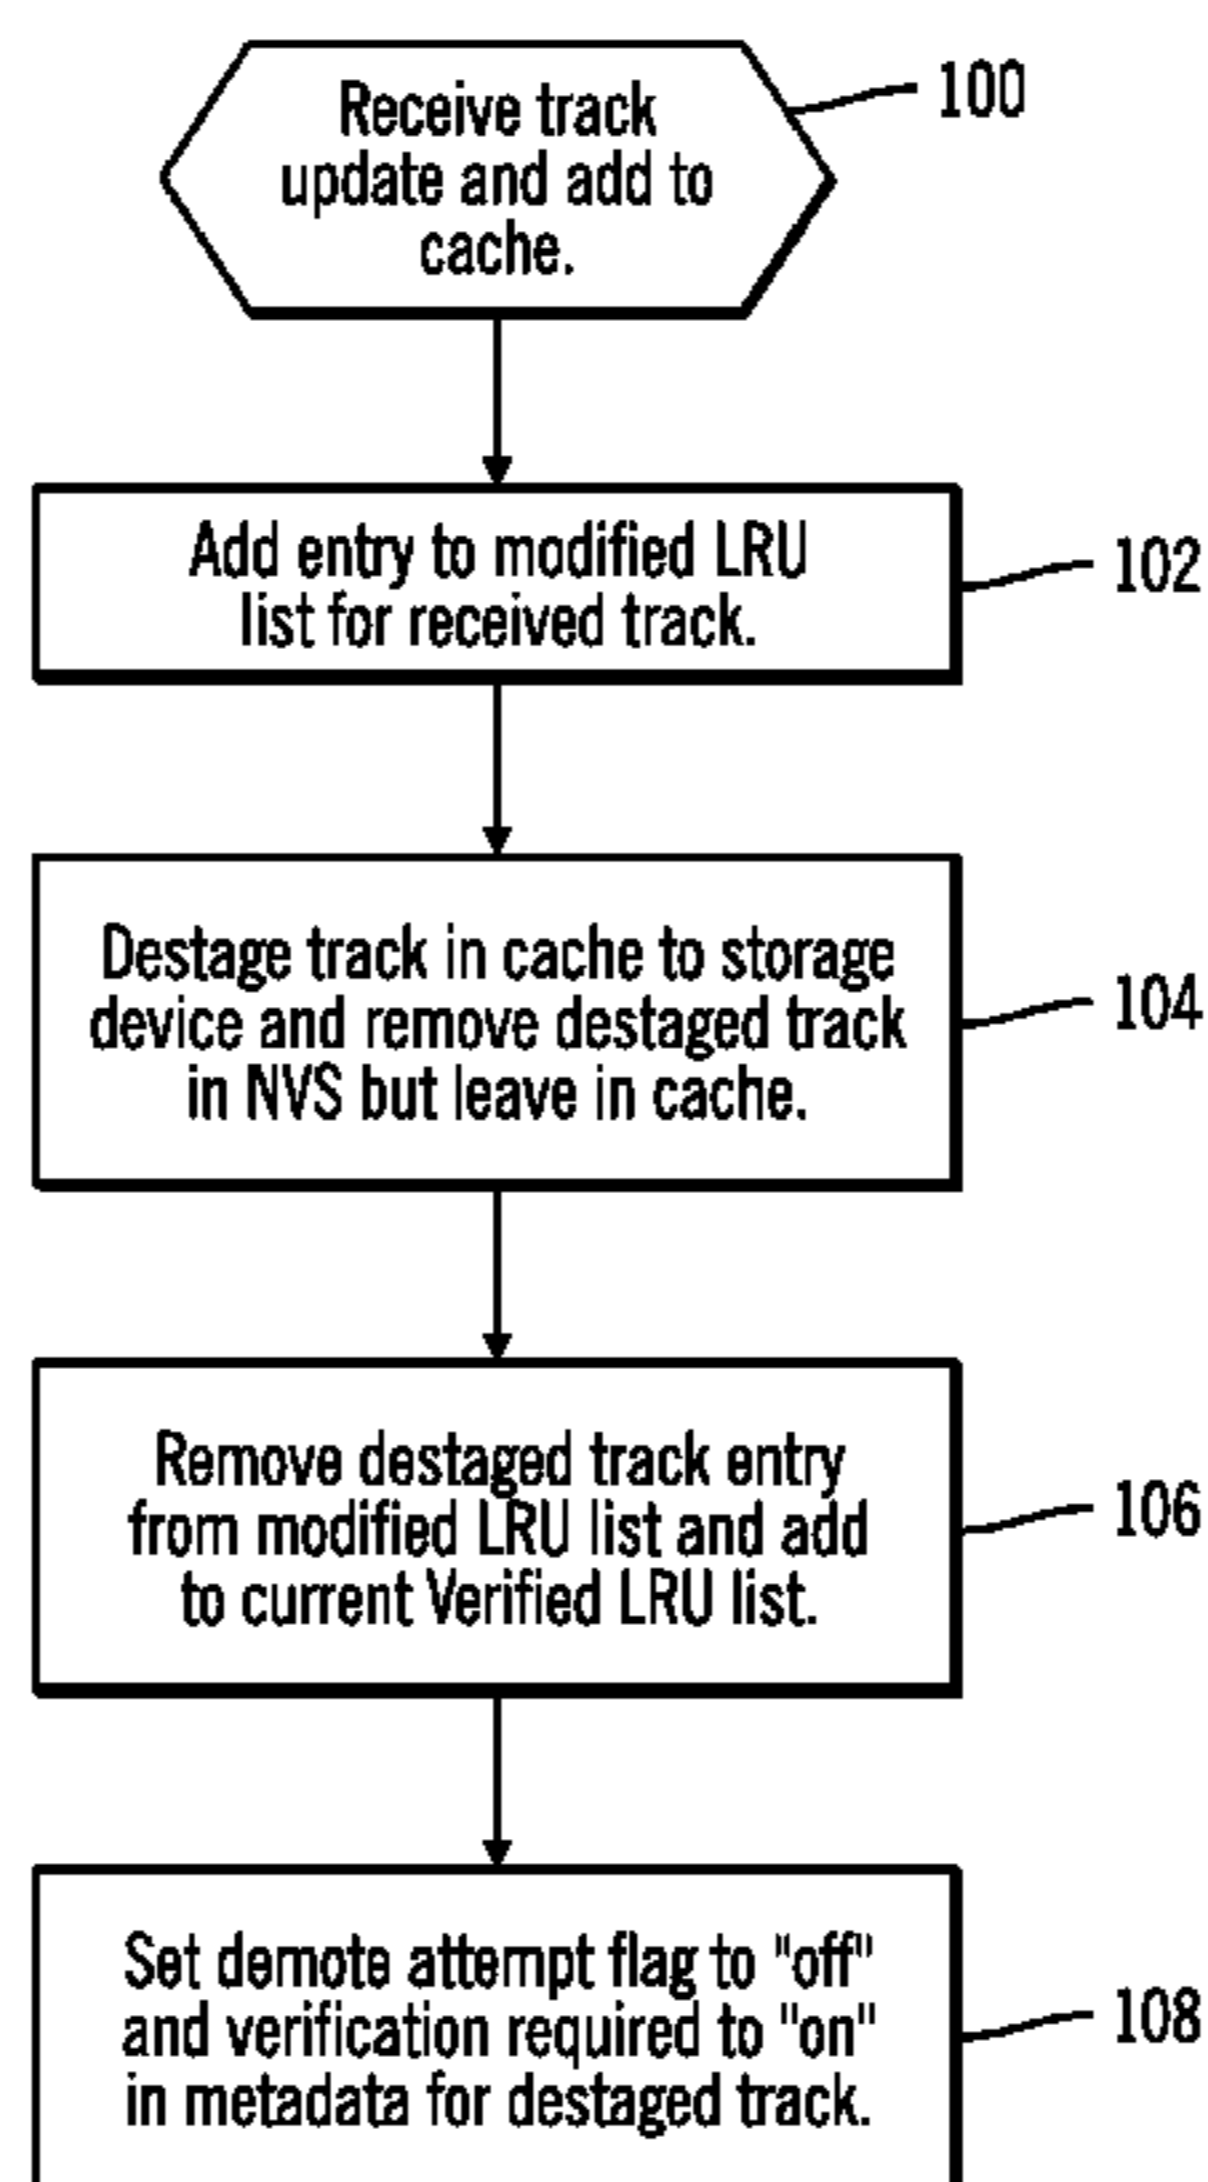 Receive track
update and add to
cache.
100
Add entry to modified LRU
list for received track.
102
Destage track in cache to storage
device and remove destaged track
in NVS but leave in cache.
104
Remove destaged track entry
from modified LRU list and add
to current Verified LRU list.
106
Set demote attempt flag to "off"
and verification required to "on"
in metadata for destaged track.
108